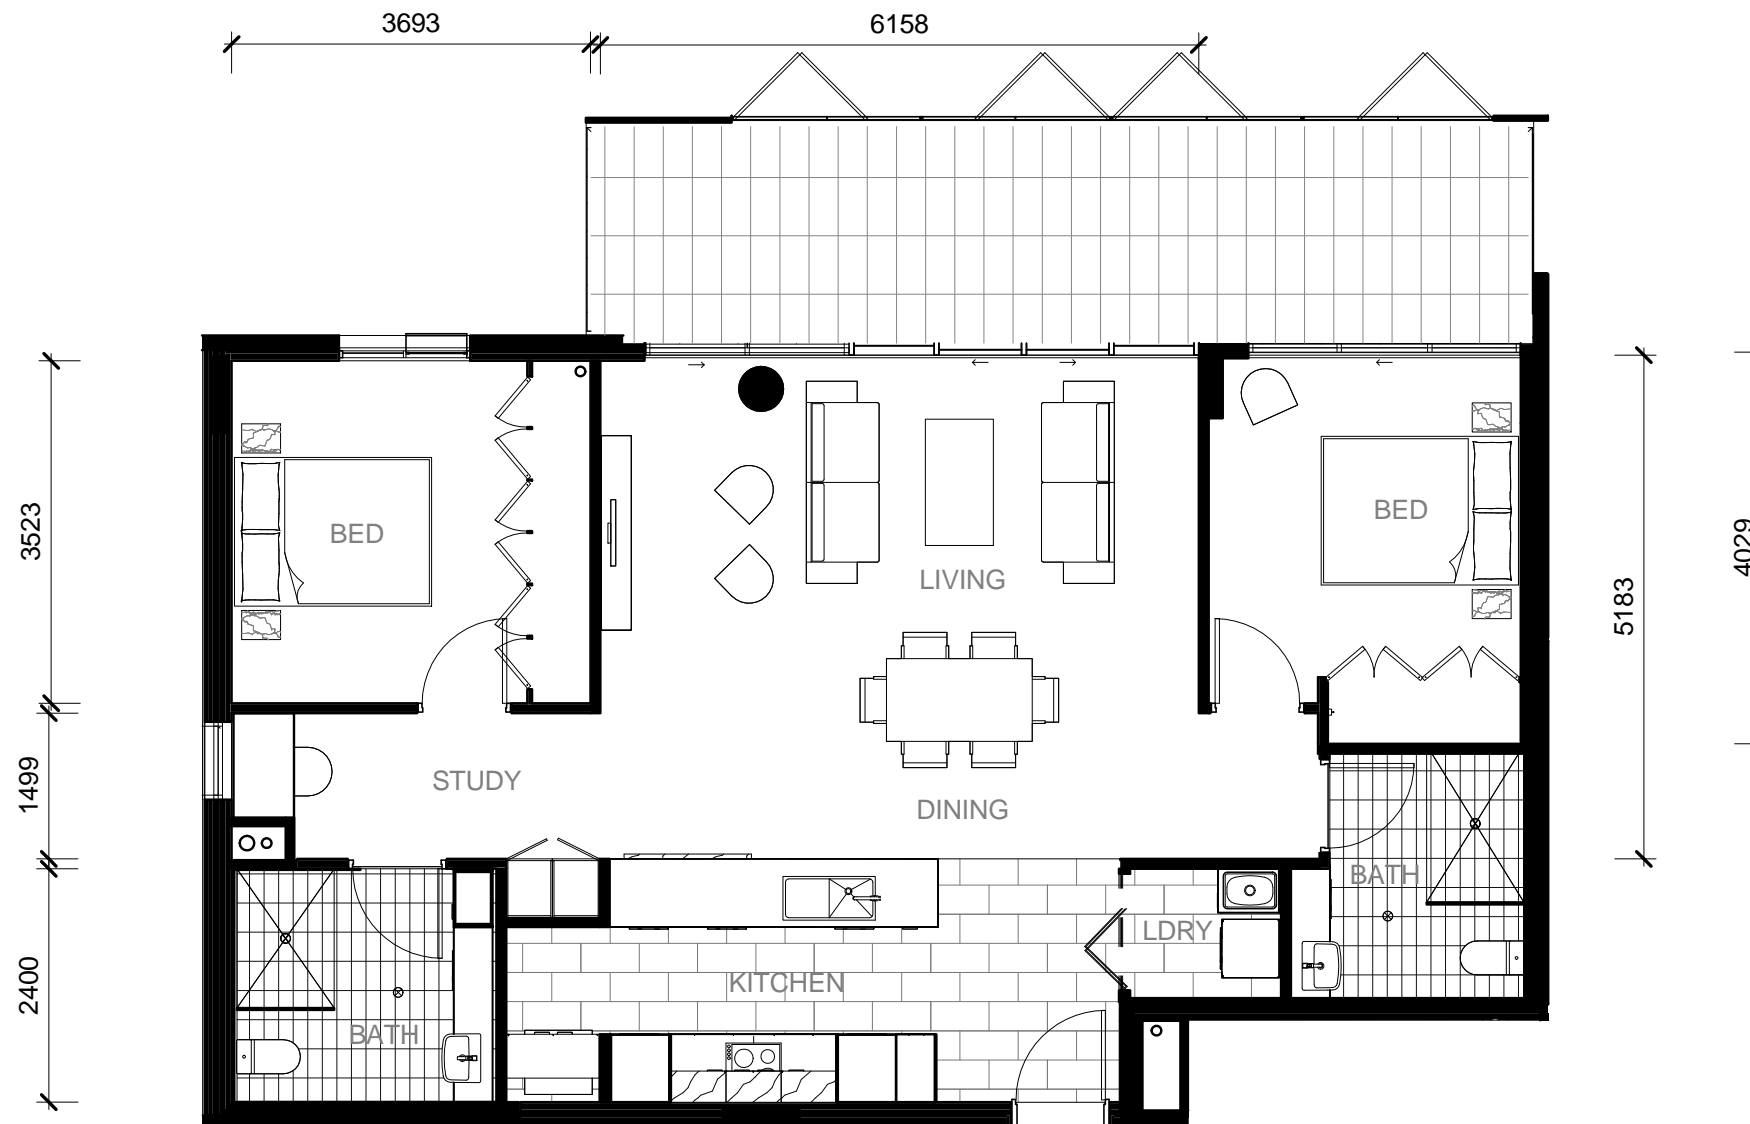 3693
6158
3523
BED
BED
4029
LIVING
5183
1499
STUDY
DINING
BATH
LDRY
2400
KITCHEN
BATH